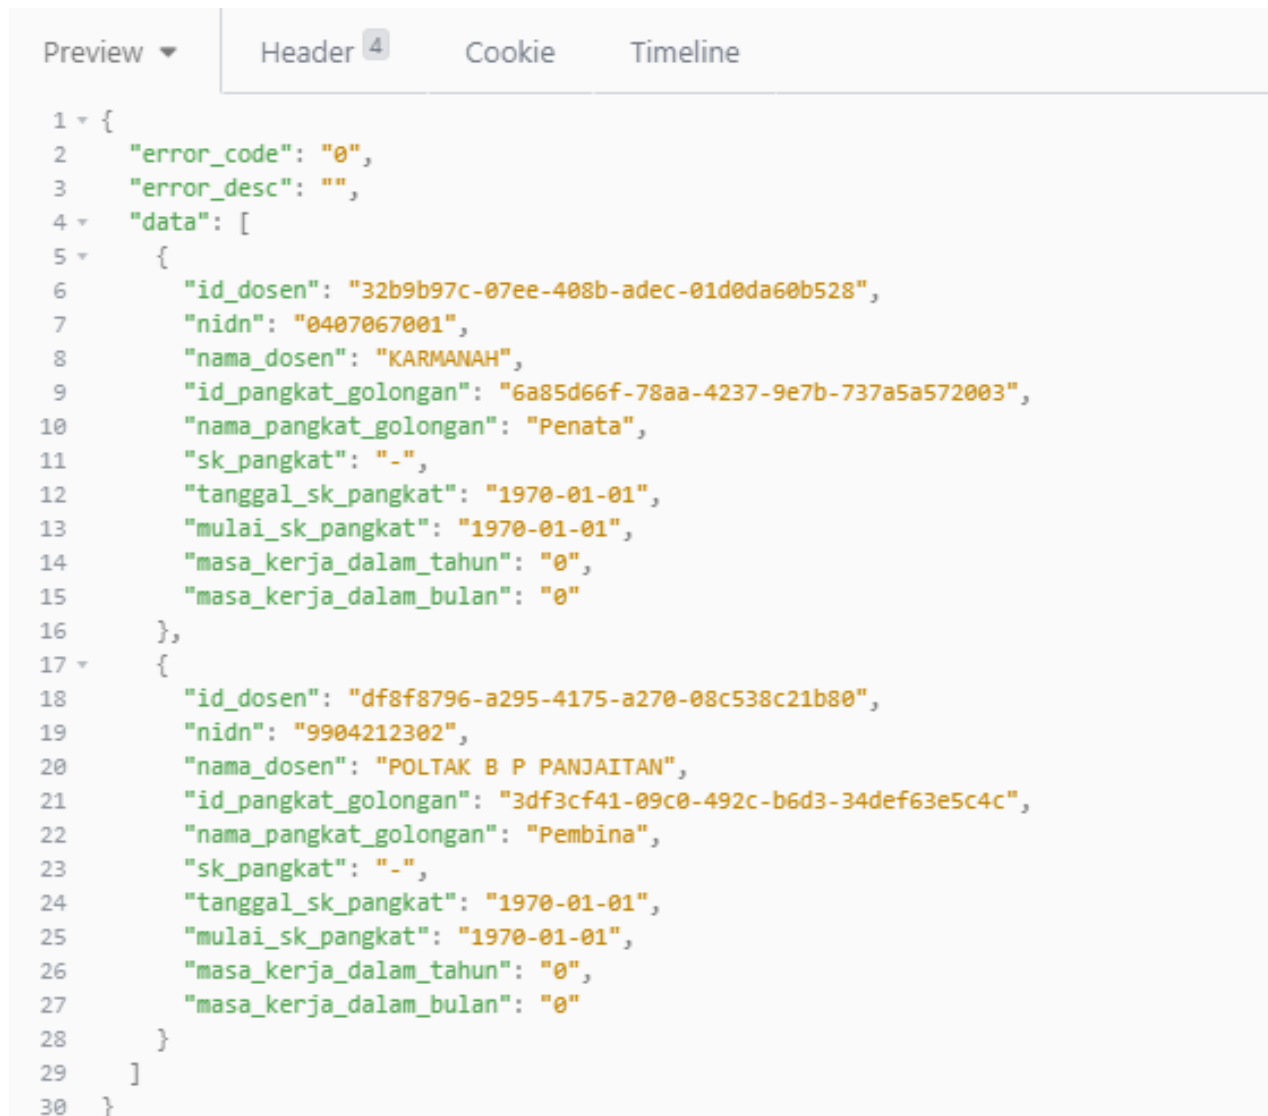 Preview Header 4 Cookie Timeline
1 {
2 "error_code": "0",
3 "error_desc": "",
4 "data": [
5 {
6 "id_dosen": "32b9b97c-07ee-408b-adec-01d0da60b528",
7 "nidn": "0407067001",
8 "nama_dosen": "KARMANAH",
9 "id_pangkat_golongan": "6a85d66f-78aa-4237-9e7b-737a5a572003",
10 "nama_pangkat_golongan": "Penata",
11 "sk_pangkat": "-",
12 "tanggal_sk_pangkat": "1970-01-01",
13 "mulai_sk_pangkat": "1970-01-01",
14 "masa_kerja_dalam_tahun": "0",
15 "masa_kerja_dalam_bulan": "0"
16 },
17 {
18 "id_dosen": "df8f8796-a295-4175-a270-08c538c21b80",
19 "nidn": "9904212302",
20 "nama_dosen": "POLTAK B P PANJAITAN",
21 "id_pangkat_golongan": "3df3cf41-09c0-492c-b6d3-34def63e5c4c",
22 "nama_pangkat_golongan": "Pembina",
23 "sk_pangkat": "-",
24 "tanggal_sk_pangkat": "1970-01-01",
25 "mulai_sk_pangkat": "1970-01-01",
26 "masa_kerja_dalam_tahun": "0",
27 "masa_kerja_dalam_bulan": "0"
28 }
29 ]
30 }